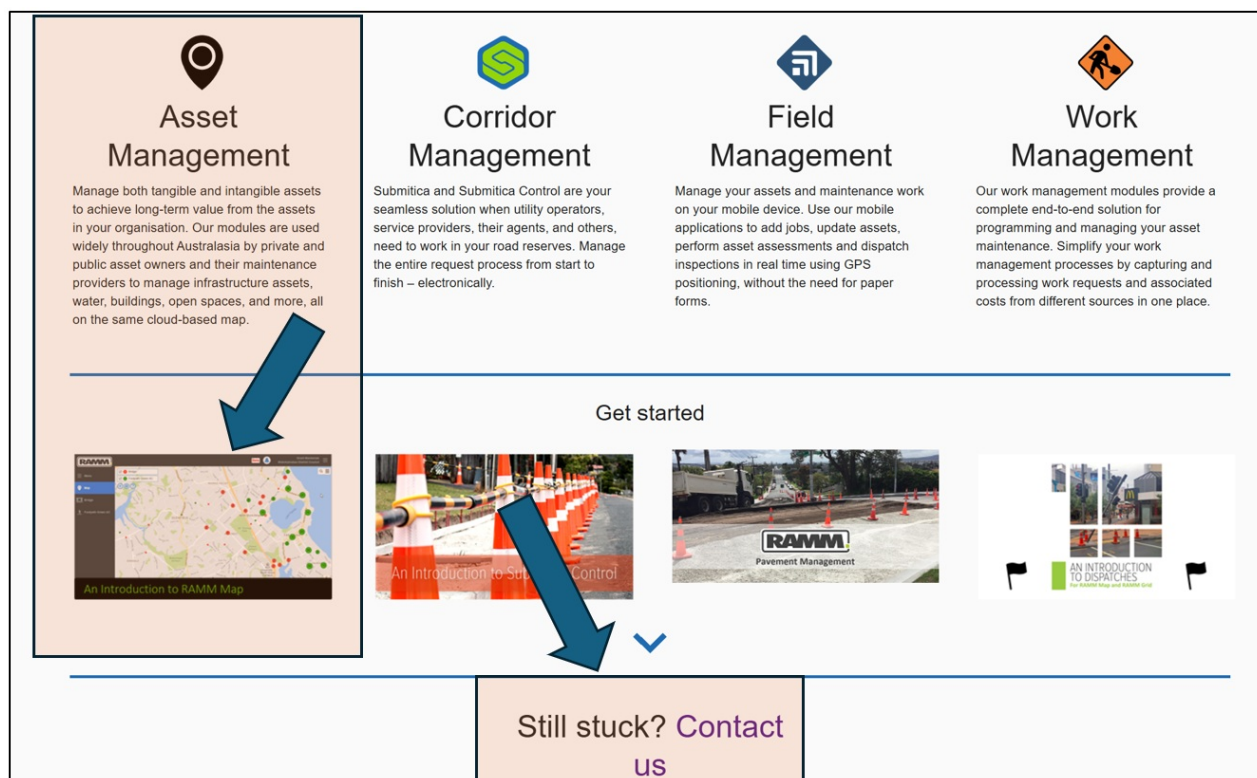 Asset
Management
Manage both tangible and intangible assets
to achieve long-term value from the assets
in your organisation. Our modules are used
widely throughout Australasia by private and
public asset owners and their maintenance
providers to manage infrastructure assets,
water, buildings, open spaces, and more, all
on the same cloud-based map.
Corridor
Management
Submitica and Submitica Control are your
seamless solution when utility operators,
service providers, their agents, and others,
need to work in your road reserves. Manage
the entire request process from start to
finish – electronically.
Field
Management
Manage your assets and maintenance work
on your mobile device. Use our mobile
applications to add jobs, update assets,
perform asset assessments and dispatch
inspections in real time using GPS
positioning, without the need for paper
forms.
Work
Management
Our work management modules provide a
complete end-to-end solution for
programming and managing your asset
maintenance. Simplify your work
management processes by capturing and
processing work requests and associated
costs from different sources in one place.
Get started
RAMM
Map
An Introduction to RAMM Map
An Introduction to Control
RAMM
Pavement Management
AN INTRODUCTION
TO DISPATCHES
For RAMM Map and RAMM Grid
Still stuck? Contact
us